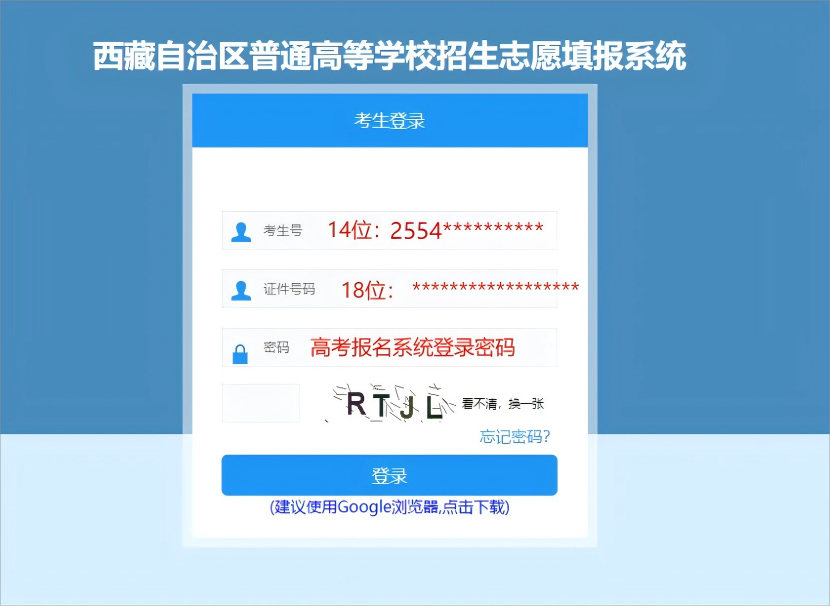 西藏自治区普通高等学校招生志愿填报系统
考生登录
考生号 14位：2554**********
证件号码 18位： ******************
密码 高考报名系统登录密码
RTJL 看不清，换一张
忘记密码?
登录
(建议使用Google浏览器,点击下载)